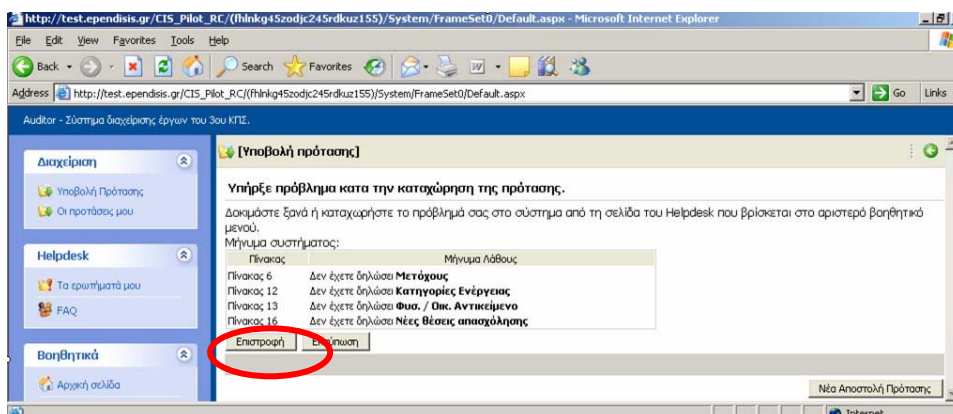 http://test.ependisis.gr/CIS_Pilot_RC/(fhlnkg45zodjc245rdkuz155)/System/FrameSet0/Default.aspx - Microsoft Internet Explorer
File Edit View Favorites Tools Help
Back Search Favorites
Address http://test.ependisis.gr/CIS_Pilot_RC/(fhlnkg45zodjc245rdkuz155)/System/FrameSet0/Default.aspx Go Links
Auditor - Σύστημα διαχείρισης έργων του 3ου ΚΠΣ.
Διαχείριση
Υποβολή Πρότασης
Οι προτάσεις μου
Helpdesk
Τα ερωτήματά μου
FAQ
Βοηθητικά
Αρχική σελίδα
[Υποβολή πρότασης]
Υπήρξε πρόβλημα κατα την καταχώρηση της πρότασης.
Δοκιμάστε ξανά ή καταχωρήστε το πρόβλημά σας στο σύστημα από τη σελίδα του Helpdesk που βρίσκεται στο αριστερό βοηθητικό
μενού.
Μήνυμα συστήματος:
Πίνακας Μήνυμα Λάθους
Πίνακας 6 Δεν έχετε δηλώσει Μετόχους
Πίνακας 12 Δεν έχετε δηλώσει Κατηγορίες Ενέργειας
Πίνακας 13 Δεν έχετε δηλώσει Φυσ. / Οικ. Αντικείμενο
Πίνακας 16 Δεν έχετε δηλώσει Νέες θέσεις απασχόλησης
Επιστροφή Εκτύπωση
Νέα Αποστολή Πρότασης
Internet